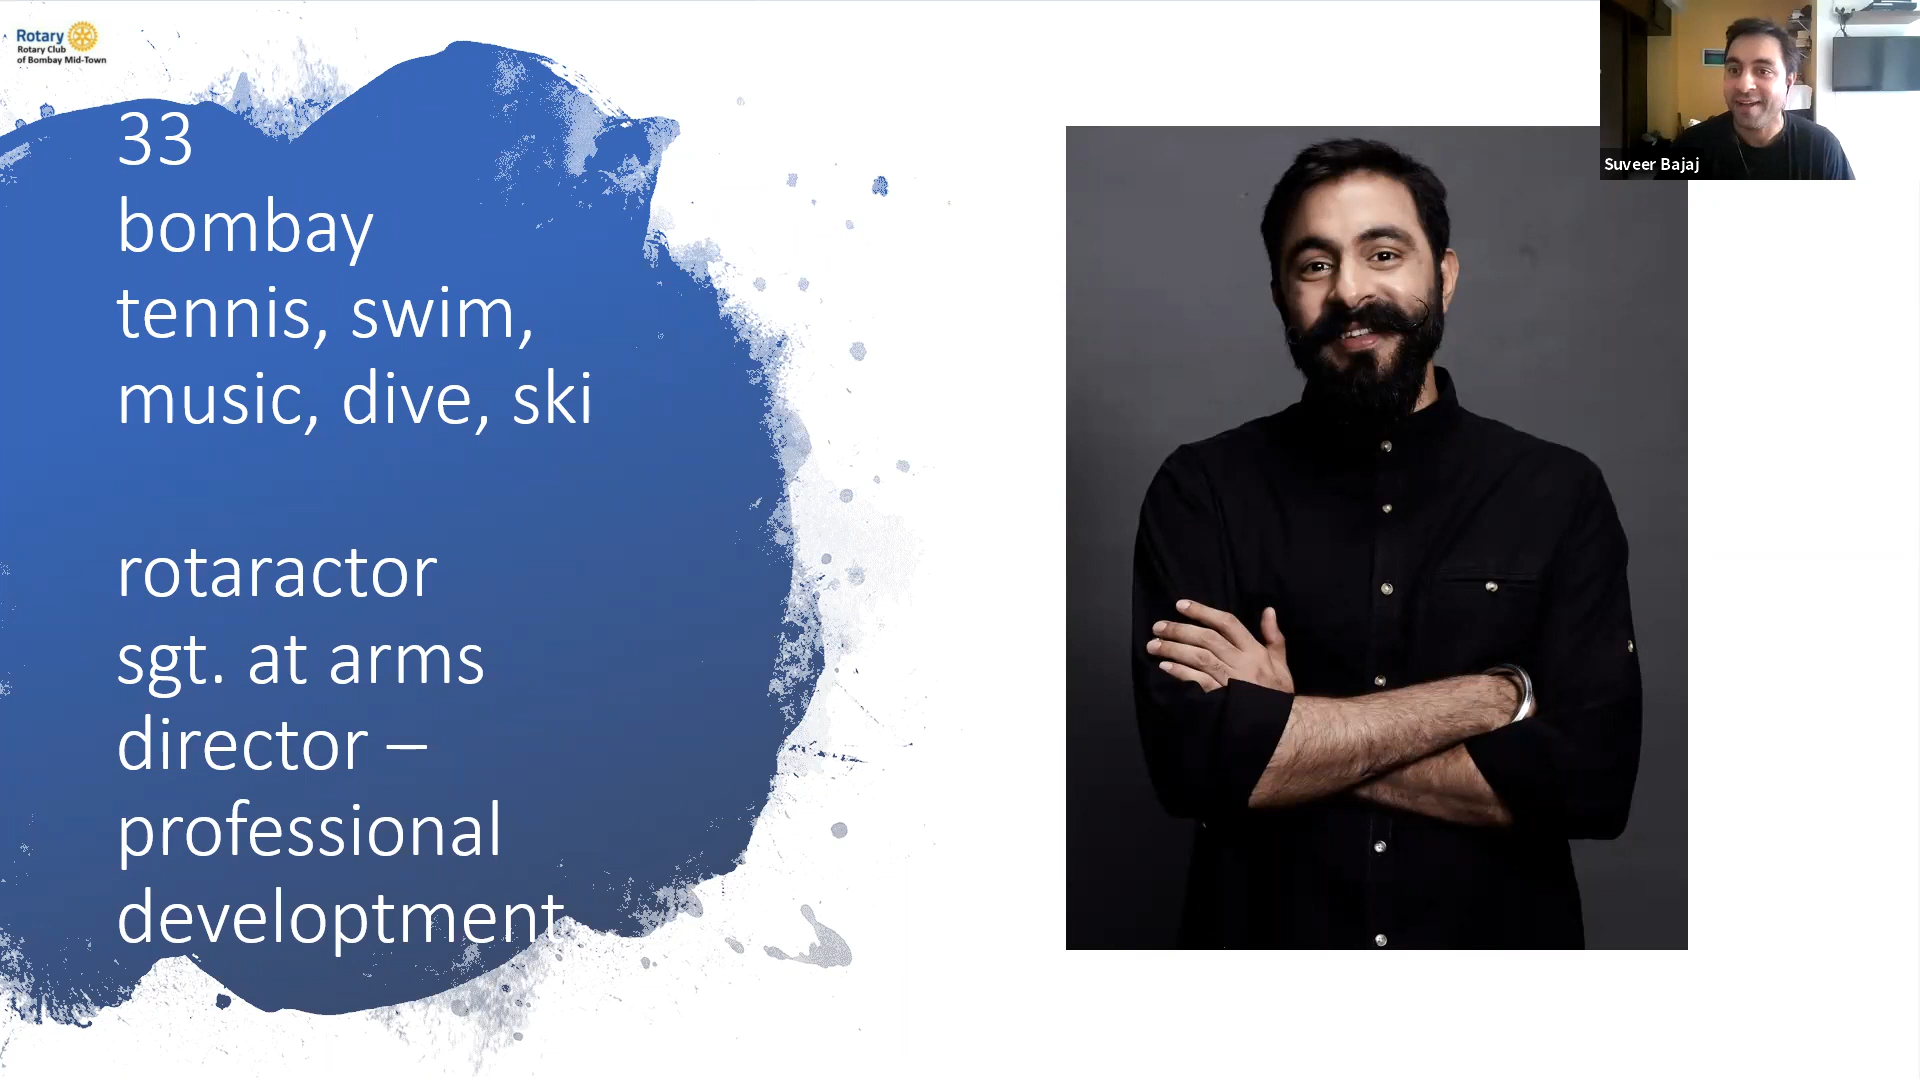 Rotary
Rotary Club
of Bombay Mid-Town
33
bombay
tennis, swim,
music, dive, ski
rotaractor
sgt. at arms
director –
professional
developtment
Suveer Bajaj